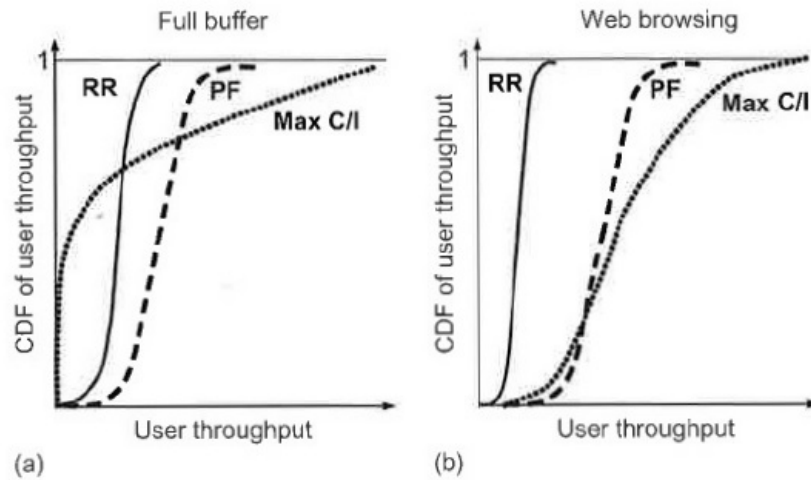 Full buffer
1
RR
PF
Max C/I
CDF of user throughput
User throughput
(a)
Web browsing
1
RR
PF
Max C/I
CDF of user throughput
User throughput
(b)